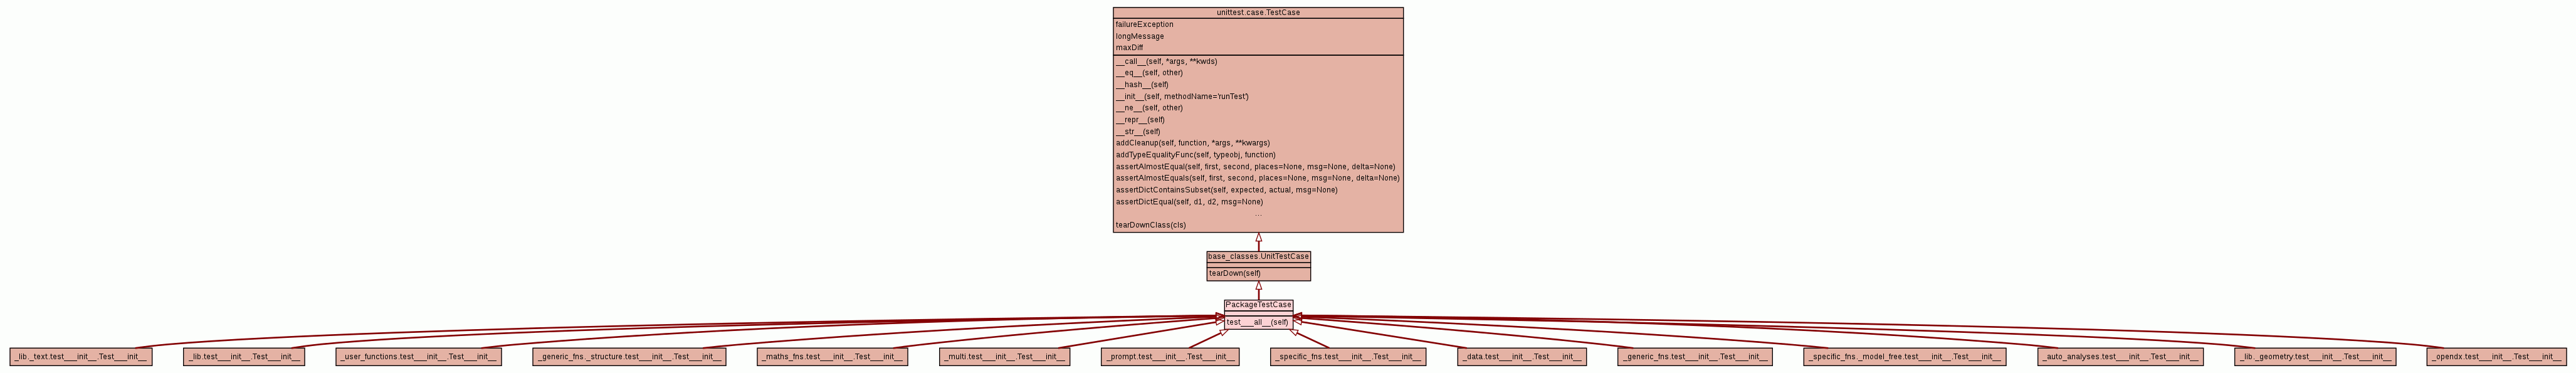 unittest.case.TestCase
failureException
longMessage
maxDiff
__call__(self, *args, **kwds)
__eq__(self, other)
__hash__(self)
__init__(self, methodName='runTest')
__ne__(self, other)
__repr__(self)
__str__(self)
addCleanup(self, function, *args, **kwargs)
addTypeEqualityFunc(self, typeobj, function)
assertAlmostEqual(self, first, second, places=None, msg=None, delta=None)
assertAlmostEquals(self, first, second, places=None, msg=None, delta=None)
assertDictContainsSubset(self, expected, actual, msg=None)
assertDictEqual(self, d1, d2, msg=None)
...
tearDownClass(cls)
base_classes.UnitTestCase
tearDown(self)
PackageTestCase
test___all__(self)
_lib._text.test___init__.Test___init__
_lib.test___init__.Test___init__
_user_functions.test___init__.Test___init__
_generic_fns._structure.test___init__.Test___init__
_maths_fns.test___init__.Test___init__
_multi.test___init__.Test___init__
_prompt.test___init__.Test___init__
_specific_fns.test___init__.Test___init__
_data.test___init__.Test___init__
_generic_fns.test___init__.Test___init__
_specific_fns._model_free.test___init__.Test___init__
_auto_analyses.test___init__.Test___init__
_lib._geometry.test___init__.Test___init__
_opendx.test___init__.Test___init__